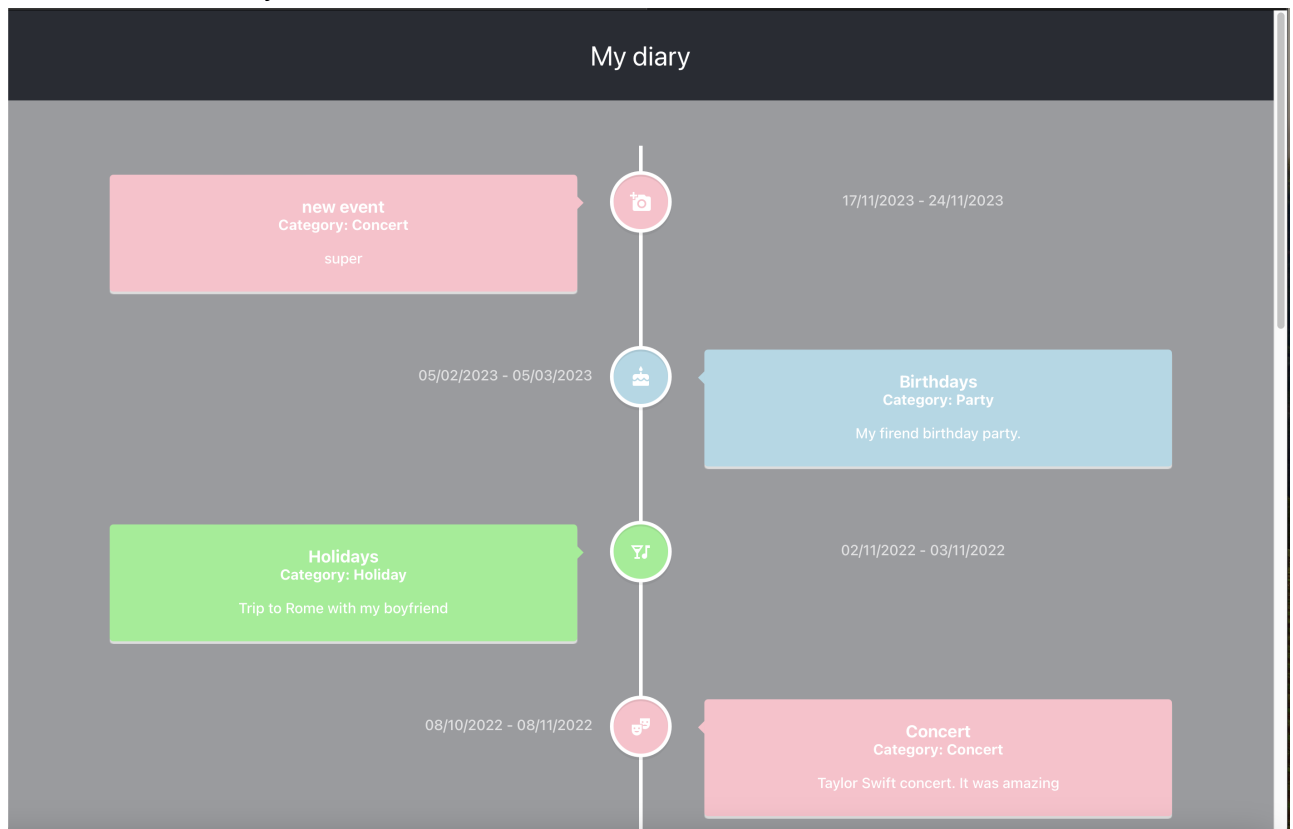 My diary
new event
Category: Concert
super
17/11/2023 - 24/11/2023
05/02/2023 - 05/03/2023
Birthdays
Category: Party
My firend birthday party.
Holidays
Category: Holiday
Trip to Rome with my boyfriend
02/11/2022 - 03/11/2022
08/10/2022 - 08/11/2022
Concert
Category: Concert
Taylor Swift concert. It was amazing